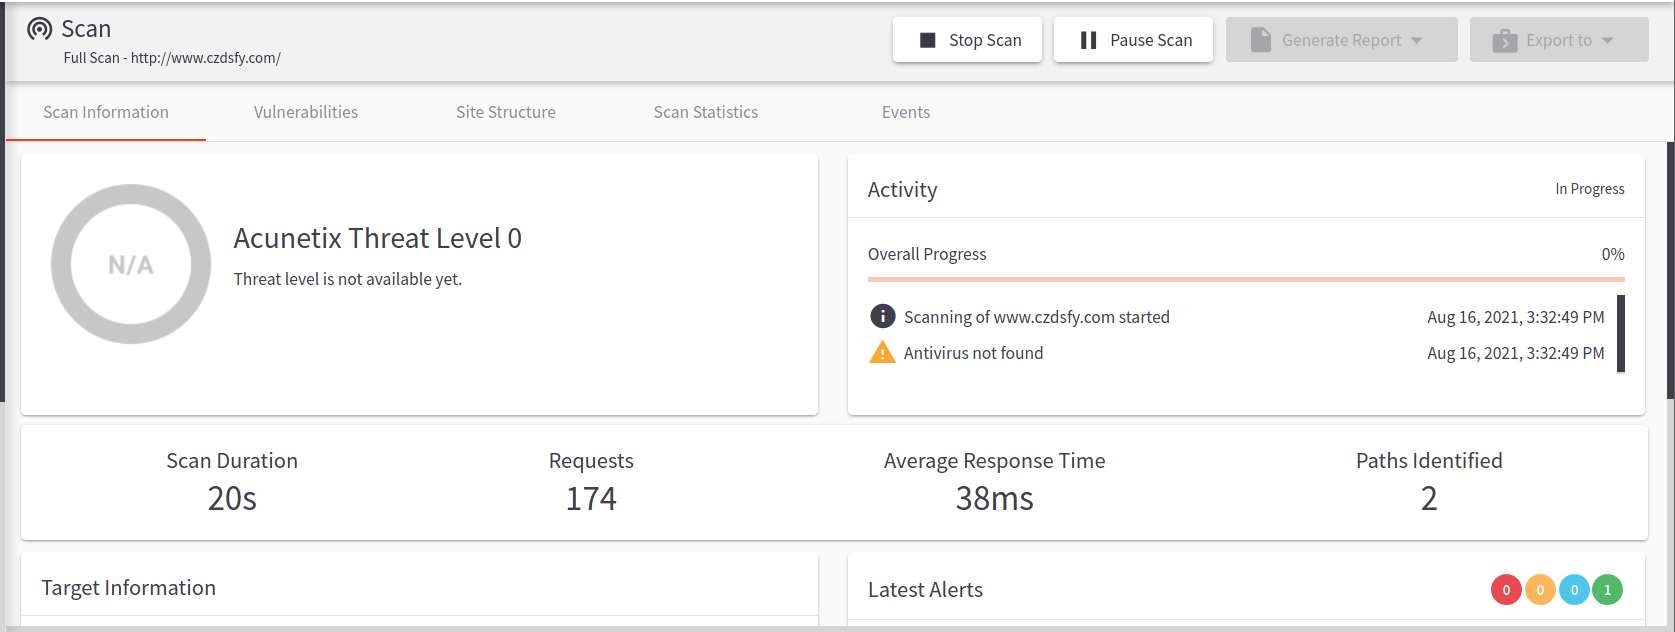 Scan
Full Scan - http://www.czdsfy.com/
Stop Scan
Pause Scan
Generate Report
Export to
Scan Information
Vulnerabilities
Site Structure
Scan Statistics
Events
N/A
Acunetix Threat Level 0
Threat level is not available yet.
Activity
In Progress
Overall Progress
0%
Scanning of www.czdsfy.com started
Aug 16, 2021, 3:32:49 PM
Antivirus not found
Aug 16, 2021, 3:32:49 PM
Scan Duration
20s
Requests
174
Average Response Time
38ms
Paths Identified
2
Target Information
Latest Alerts
0
0
0
1